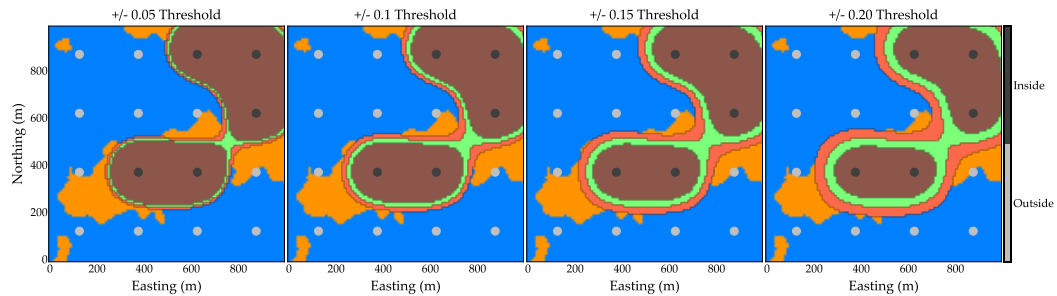 +/- 0.05 Threshold
+/- 0.1 Threshold
+/- 0.15 Threshold
+/- 0.20 Threshold
Northing (m)
800
600
400
200
0
0 200 400 600 800
0 200 400 600 800
0 200 400 600 800
0 200 400 600 800
Easting (m)
Easting (m)
Easting (m)
Easting (m)
Inside
Outside